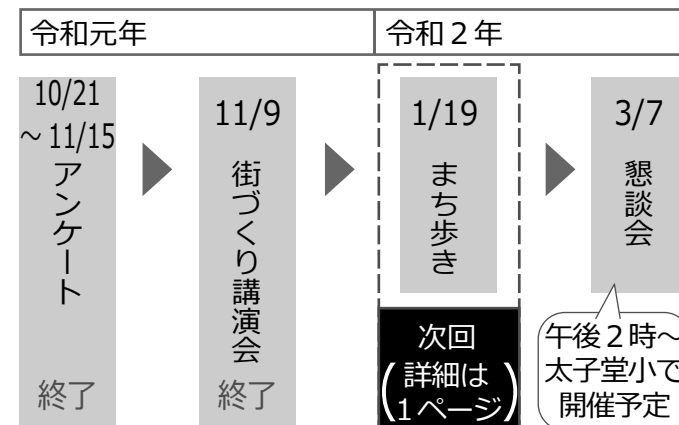 令和元年
令和２年
10/21
～11/15
アンケート
終了
11/9
街づくり講演会
終了
1/19
まち歩き
次回
(詳細は
1ページ)
3/7
懇談会
午後２時～
太子堂小で
開催予定